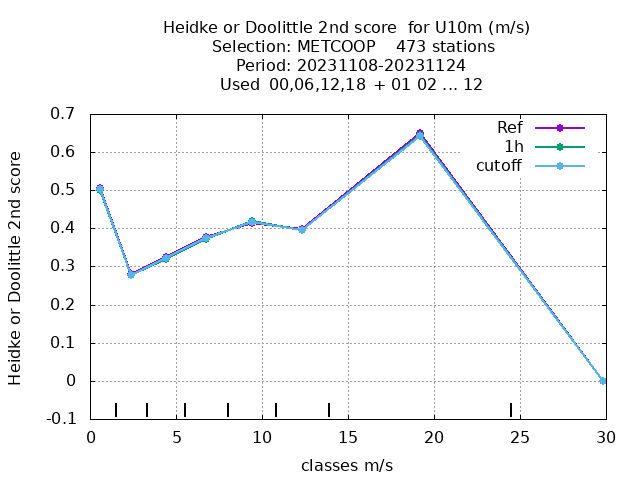 Heidke or Doolittle 2nd score  for U10m (m/s)
Selection: METCOOP    473 stations
Period: 20231108-20231124
Used  00,06,12,18  + 01 02 ... 12
Ref
1h
cutoff
0.7
0.6
0.5
0.4
0.3
0.2
0.1
0
-0.1
Heidke or Doolittle 2nd score
0 5 10 15 20 25 30
classes m/s